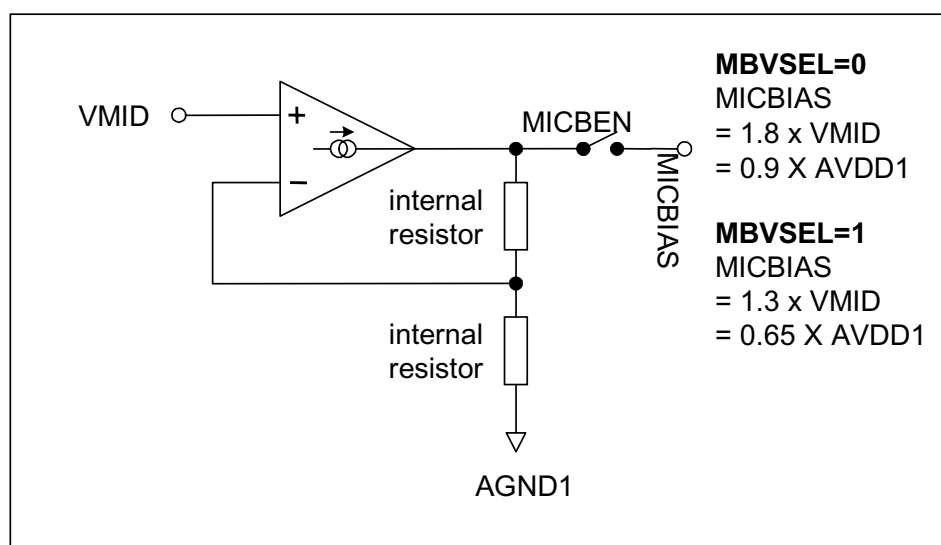 VMID
+
−
MICBEN
MICBIAS
internal
resistor
internal
resistor
AGND1
MBVSEL=0
MICBIAS
= 1.8 x VMID
= 0.9 X AVDD1
MBVSEL=1
MICBIAS
= 1.3 x VMID
= 0.65 X AVDD1